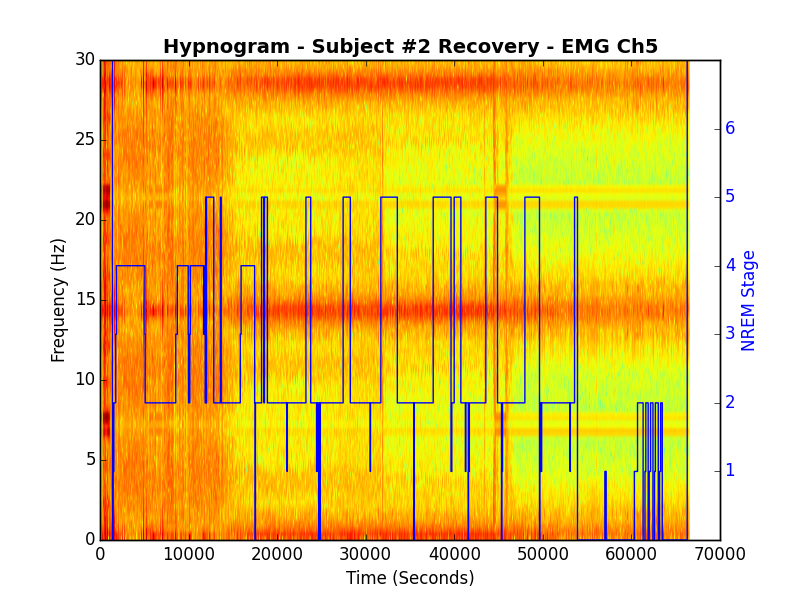 Hypnogram - Subject #2 Recovery - EMG Ch5
30
25
20
15
10
5
0
Frequency (Hz)
6
5
4
3
2
1
NREM Stage
0 10000 20000 30000 40000 50000 60000 70000
Time (Seconds)